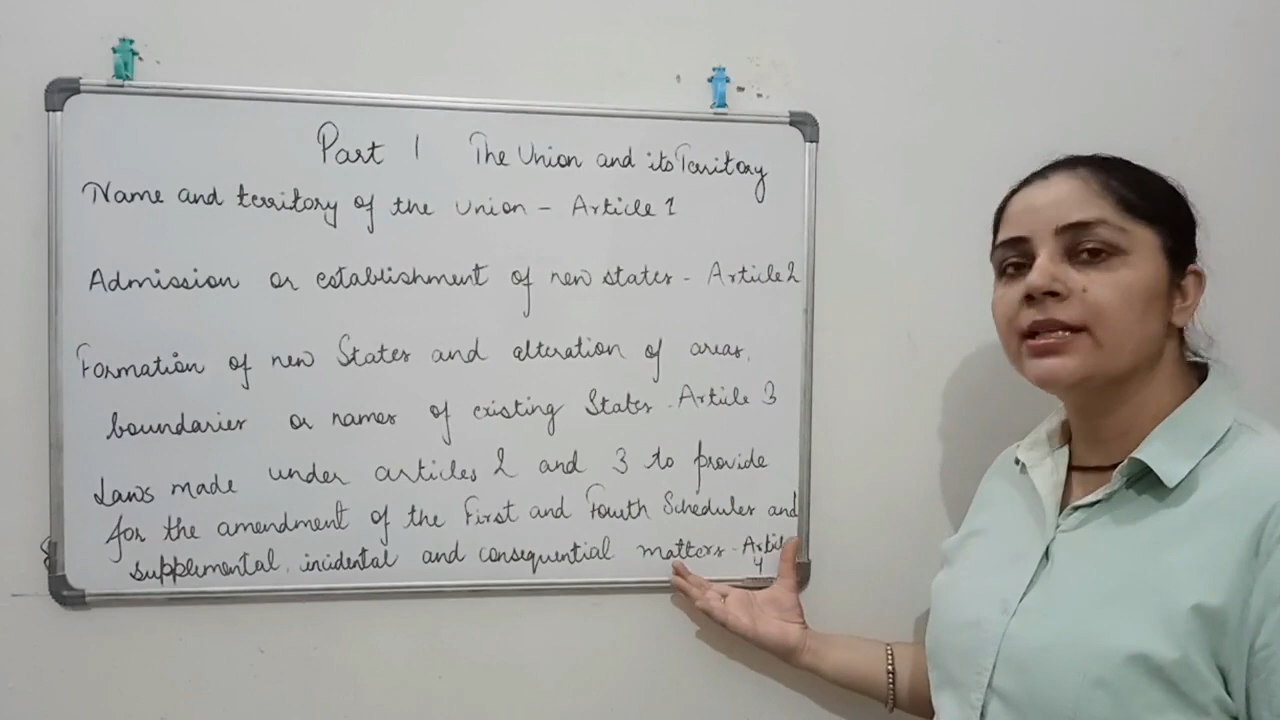 Part 1 The Union and its Territory
Name and territory of the Union - Article 1
Admission or establishment of new states - Article 2
Formation of new States and alteration of areas,
boundaries or names of existing States - Article 3
Laws made under articles 2 and 3 to provide
for the amendment of the First and Fourth Schedules and
supplemental, incidental and consequential matters - Article
4